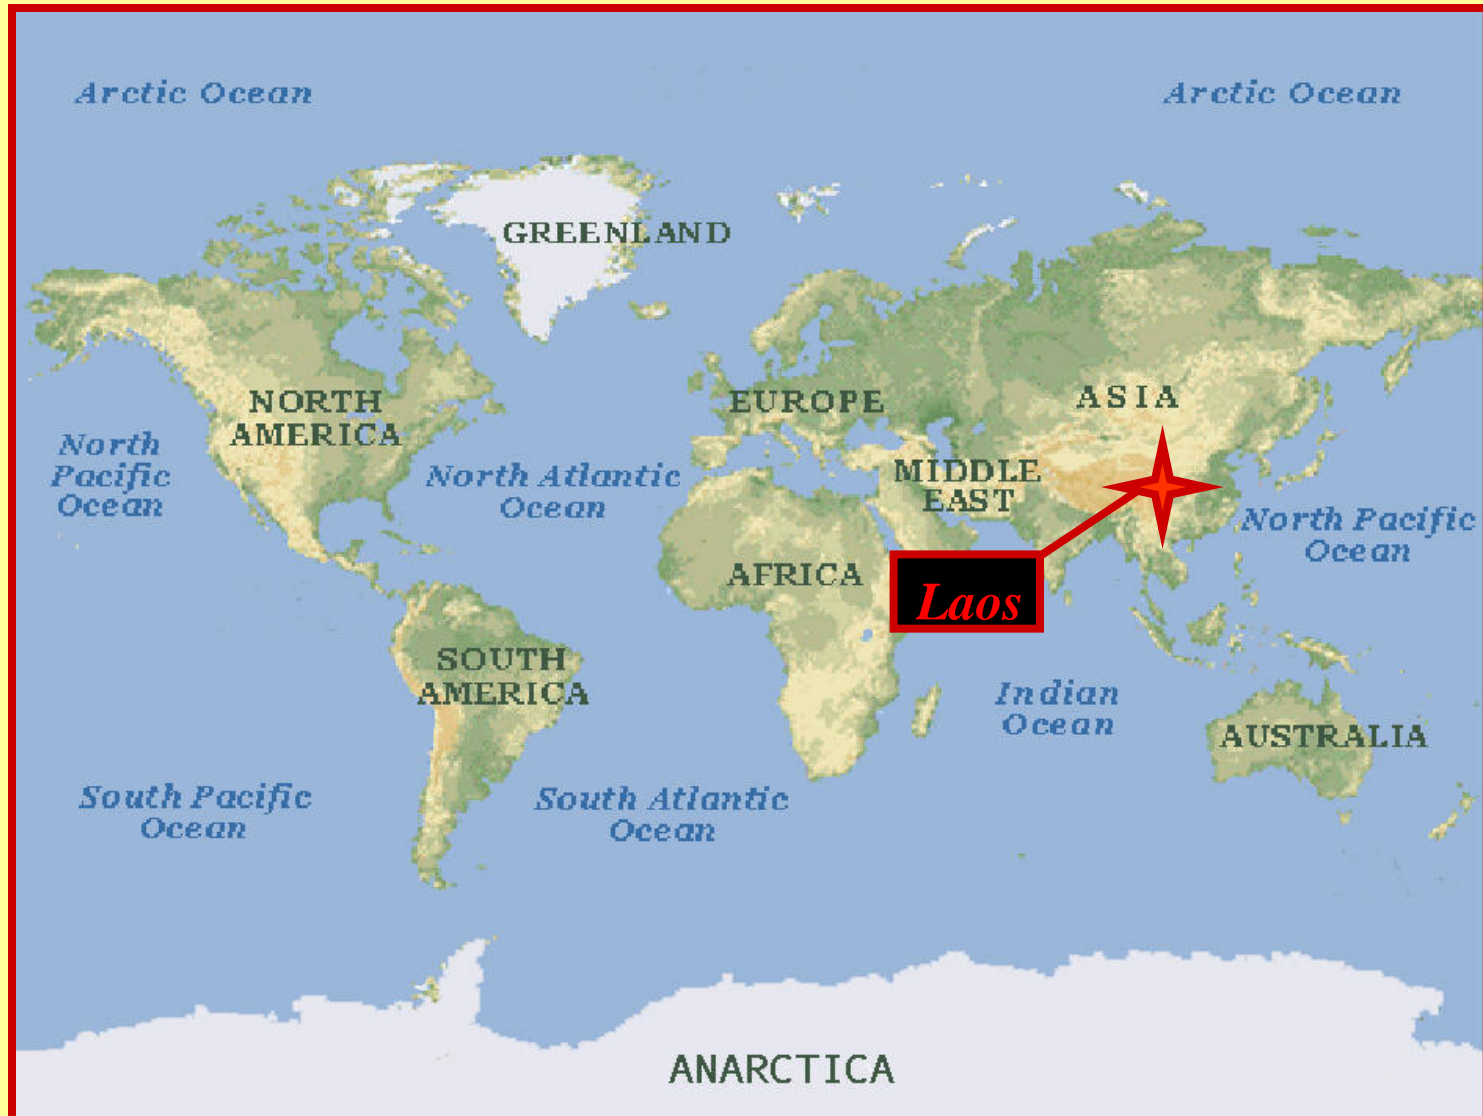 Arctic Ocean
Arctic Ocean
GREENLAND
NORTH
AMERICA
EUROPE
ASIA
North
Pacific
Ocean
North Atlantic
Ocean
MIDDLE
EAST
North Pacific
Ocean
AFRICA
Laos
SOUTH
AMERICA
Indian
Ocean
AUSTRALIA
South Pacific
Ocean
South Atlantic
Ocean
ANARCTICA